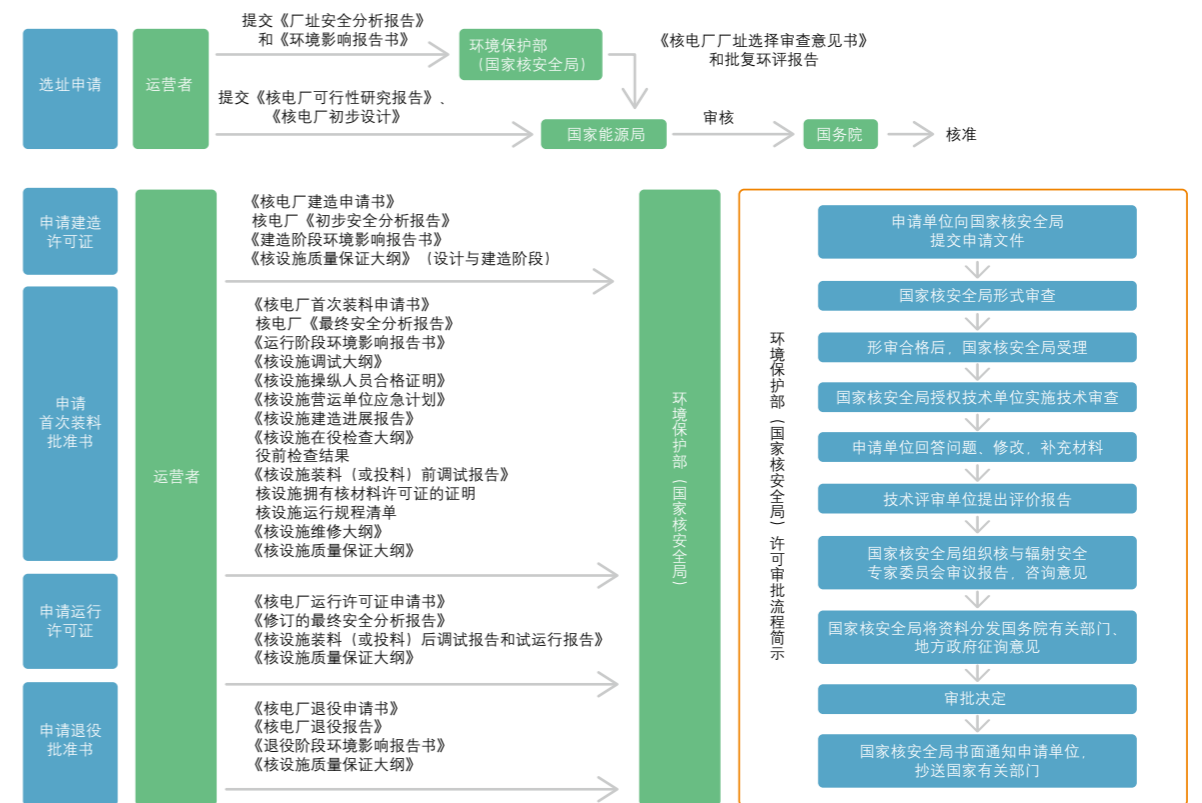 选址申请
运营者
提交《厂址安全分析报告》
和《环境影响报告书》
环境保护部
（国家核安全局）
《核电厂厂址选择审查意见书》
和批复环评报告
提交《核电厂可行性研究报告》、
《核电厂初步设计》
国家能源局
审核
国务院
核准
申请建造
许可证
申请
首次装料
批准书
申请运行
许可证
申请退役
批准书
运营者
《核电厂建造申请书》
核电厂《初步安全分析报告》
《建造阶段环境影响报告书》
《核设施质量保证大纲》（设计与建造阶段）
《核电厂首次装料申请书》
核电厂《最终安全分析报告》
《运行阶段环境影响报告书》
《核设施调试大纲》
《核设施操纵人员合格证明》
《核设施营运单位应急计划》
《核设施建造进展报告》
《核设施在役检查大纲》
役前检查结果
《核设施装料（或投料）前调试报告》
核设施拥有核材料许可证的证明
核设施运行规程清单
《核设施维修大纲》
《核设施质量保证大纲》
《核电厂运行许可证申请书》
《修订的最终安全分析报告》
《核设施装料（或投料）后调试报告和试运行报告》
《核设施质量保证大纲》
《核电厂退役申请书》
《核电厂退役报告》
《退役阶段环境影响报告书》
《核设施质量保证大纲》
环境保护部（国家核安全局）
环境保护部（国家核安全局）许可审批流程简示
申请单位向国家核安全局
提交申请文件
国家核安全局形式审查
形审合格后、国家核安全局受理
国家核安全局授权技术单位实施技术审查
申请单位回答问题、修改、补充材料
技术评审单位提出评价报告
国家核安全局组织核与辐射安全
专家委员会审议报告、咨询意见
国家核安全局将资料分发国务院有关部门、
地方政府征询意见
审批决定
国家核安全局书面通知申请单位，
抄送国家有关部门